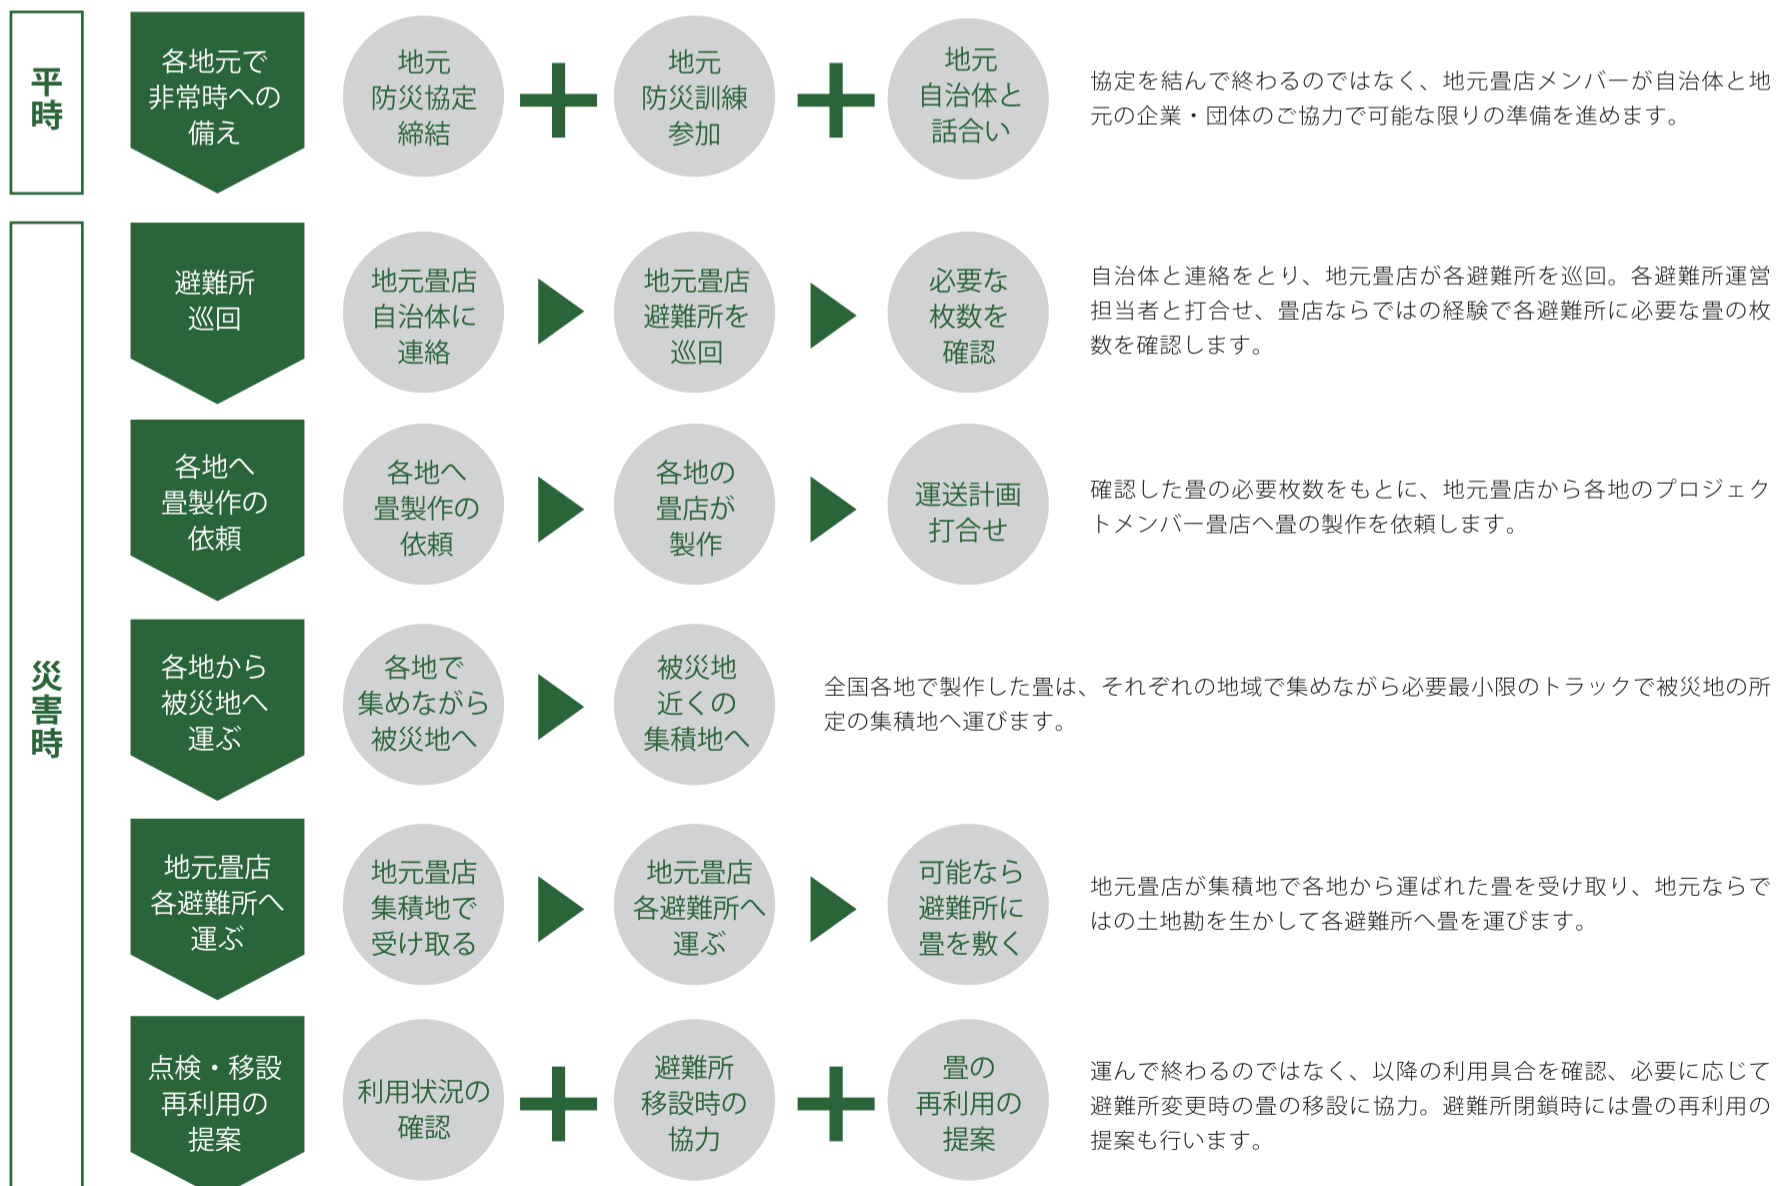 平時
各地元で
非常時への
備え
地元
防災協定
締結
地元
防災訓練
参加
地元
自治体と
話合い
協定を結んで終わるのではなく、地元畳店メンバーが自治体と地
元の企業・団体のご協力で可能な限りの準備を進めます。
災害時
避難所
巡回
地元畳店
自治体に
連絡
地元畳店
避難所を
巡回
必要な
枚数を
確認
自治体と連絡をとり、地元畳店が各避難所を巡回。各避難所運営
担当者と打合せ、畳店ならではの経験で各避難所に必要な畳の枚
数を確認します。
各地へ
畳製作の
依頼
各地へ
畳製作の
依頼
各地の
畳店が
製作
運送計画
打合せ
確認した畳の必要枚数をもとに、地元畳店から各地のプロジェク
トメンバー畳店へ畳の製作を依頼します。
各地から
被災地へ
運ぶ
各地で
集めながら
被災地へ
被災地
近くの
集積地へ
全国各地で製作した畳は、それぞれの地域で集めながら必要最小限のトラックで被災地の所
定の集積地へ運びます。
地元畳店
各避難所へ
運ぶ
地元畳店
集積地で
受け取る
地元畳店
各避難所へ
運ぶ
可能なら
避難所に
畳を敷く
地元畳店が集積地で各地から運ばれた畳を受け取り、地元ならで
はの土地勘を生かして各避難所へ畳を運びます。
点検・移設
再利用の
提案
利用状況の
確認
避難所
移設時の
協力
畳の
再利用の
提案
運んで終わるのではなく、以降の利用具合を確認、必要に応じて
避難所変更時の畳の移設に協力。避難所閉鎖時には畳の再利用の
提案も行います。